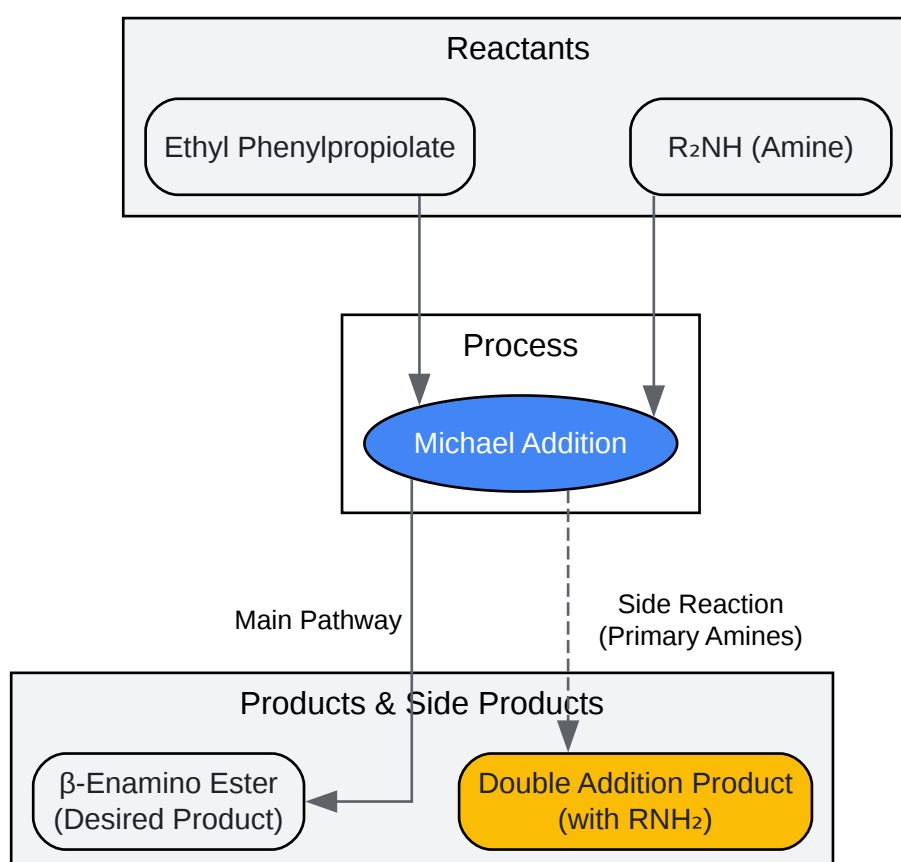 Reactants
Ethyl Phenylpropiolate
R₂NH (Amine)
Process
Michael Addition
Main Pathway
Side Reaction
(Primary Amines)
Products & Side Products
β-Enamino Ester
(Desired Product)
Double Addition Product
(with RNH₂)